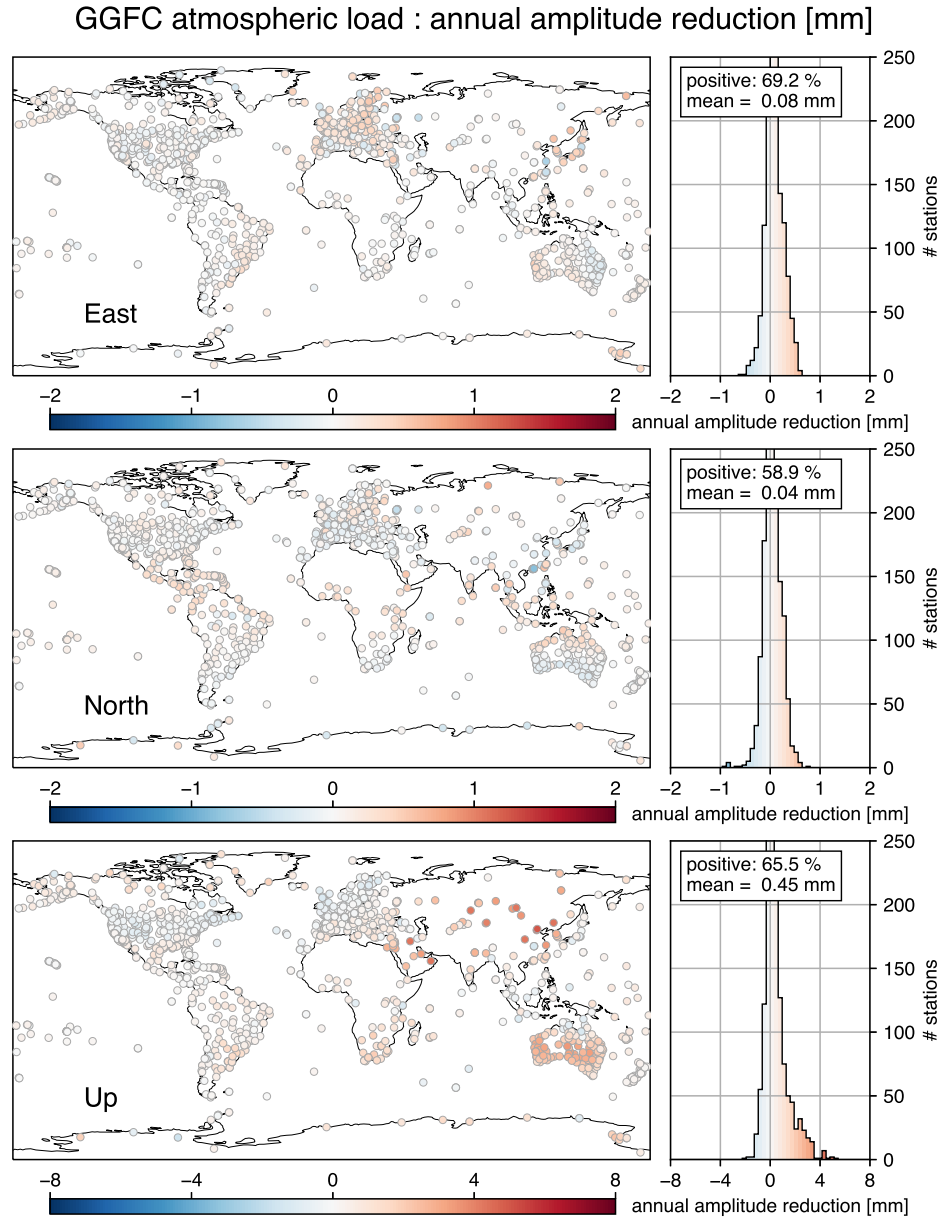 GGFC atmospheric load : annual amplitude reduction [mm]
East
−2 −1 0 1 2
annual amplitude reduction [mm]
positive: 69.2 %
mean = 0.08 mm
250
200
150
100
50
0
# stations
−2 −1 0 1 2
North
−2 −1 0 1 2
annual amplitude reduction [mm]
positive: 58.9 %
mean = 0.04 mm
250
200
150
100
50
0
# stations
−2 −1 0 1 2
Up
−8 −4 0 4 8
annual amplitude reduction [mm]
positive: 65.5 %
mean = 0.45 mm
250
200
150
100
50
0
# stations
−8 −4 0 4 8